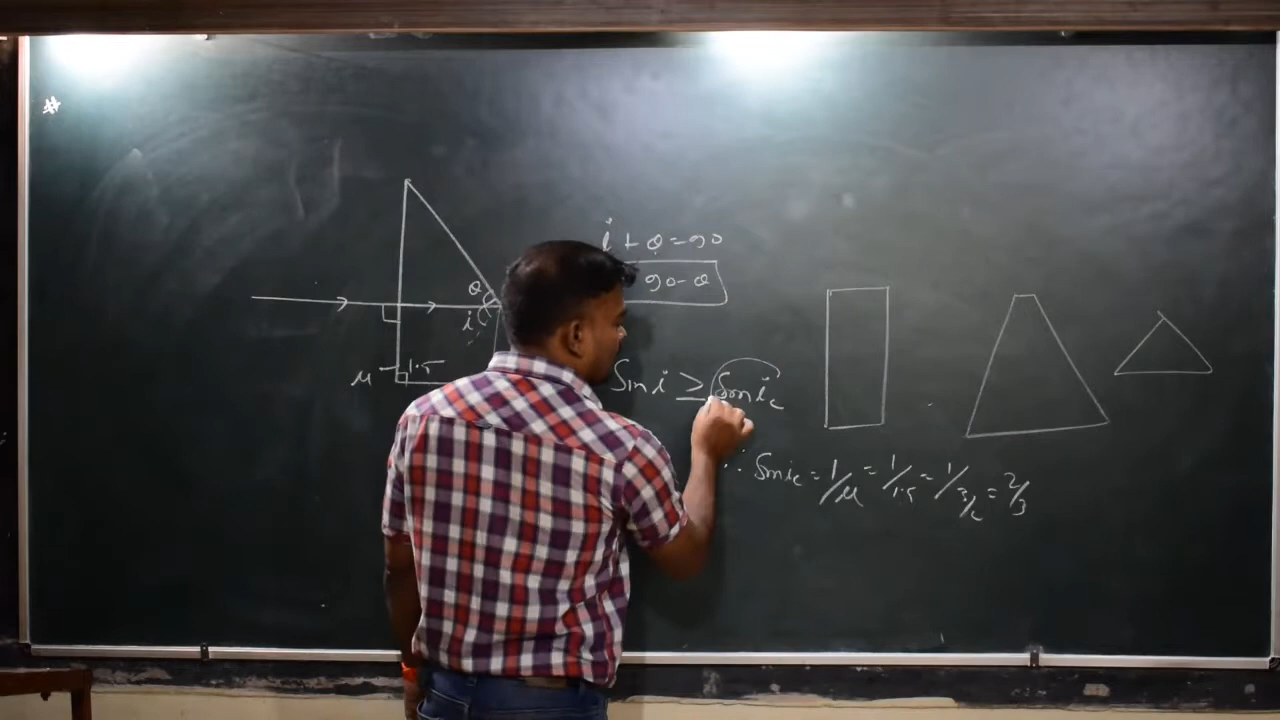 i + θ = 90
90 - θ
θ
i
μ 1.5
Sin i ≥ Sin i_c
∴ Sin i_c = 1/μ = 1/1.5 = 1/3/2 = 2/3